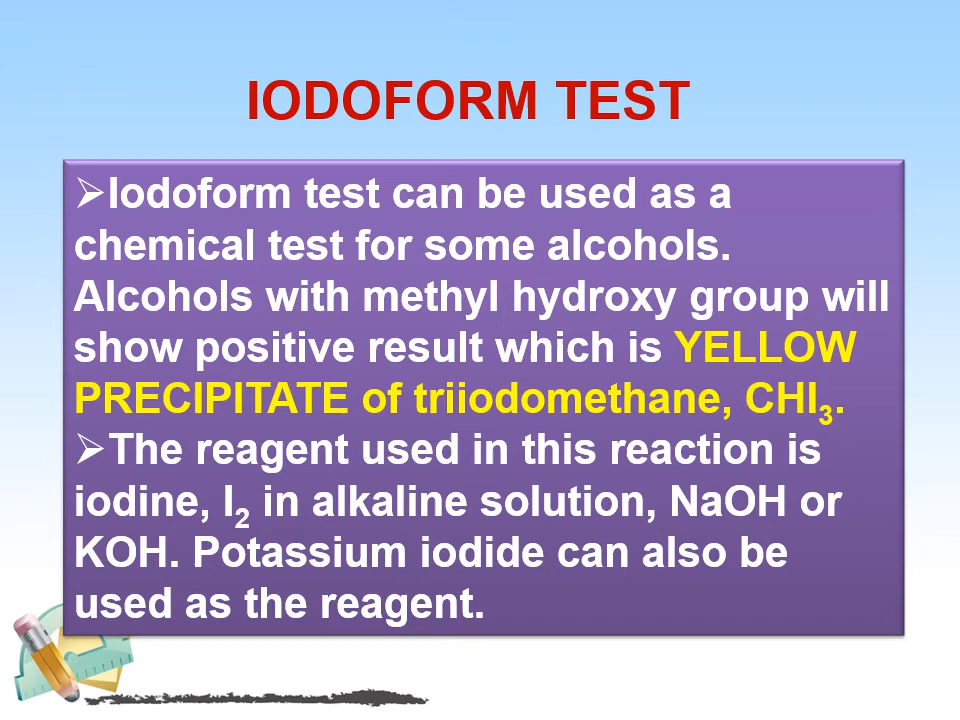 IODOFORM TEST
➢Iodoform test can be used as a
chemical test for some alcohols.
Alcohols with methyl hydroxy group will
show positive result which is YELLOW
PRECIPITATE of triiodomethane, CHI₃.
➢The reagent used in this reaction is
iodine, I₂ in alkaline solution, NaOH or
KOH. Potassium iodide can also be
used as the reagent.